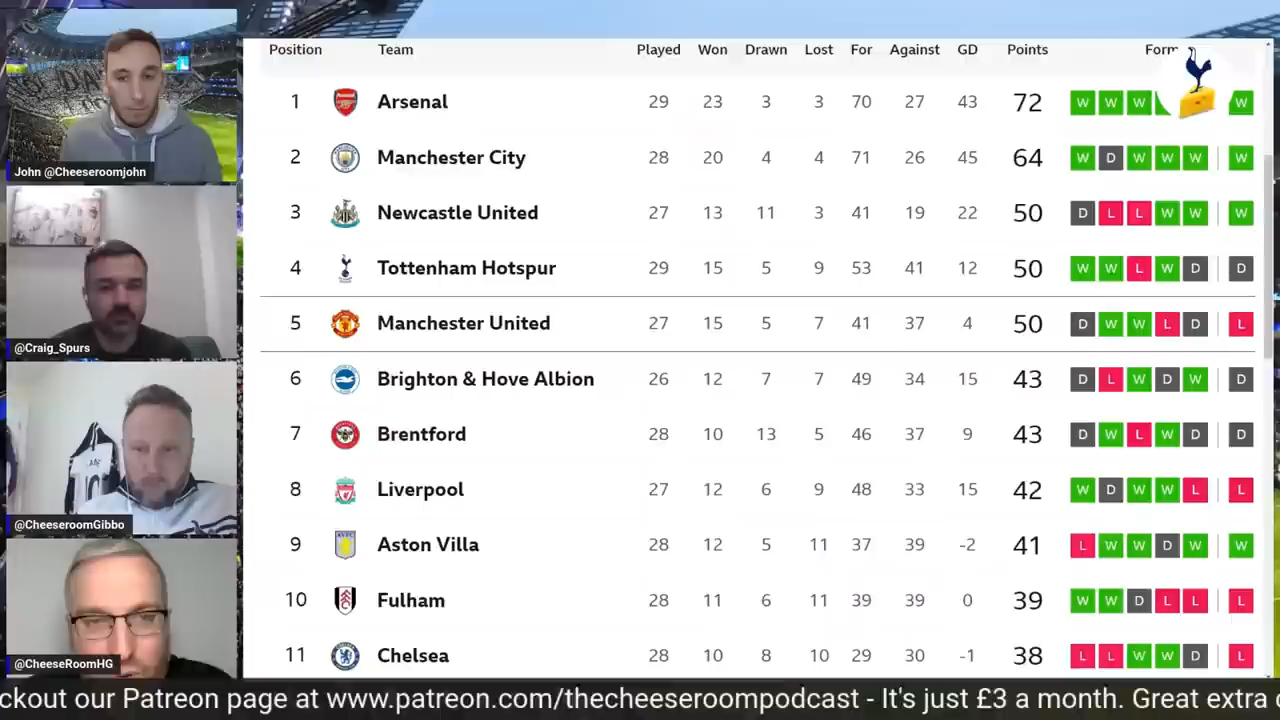 Position Team Played Won Drawn Lost For Against GD Points Form
1 Arsenal 29 23 3 3 70 27 43 72 W W W W
2 Manchester City 28 20 4 4 71 26 45 64 W D W W W W
3 Newcastle United 27 13 11 3 41 19 22 50 D L L W W W
4 Tottenham Hotspur 29 15 5 9 53 41 12 50 W W L W D D
5 Manchester United 27 15 5 7 41 37 4 50 D W W L D L
6 Brighton & Hove Albion 26 12 7 7 49 34 15 43 D L W D W D
7 Brentford 28 10 13 5 46 37 9 43 D W L W D D
8 Liverpool 27 12 6 9 48 33 15 42 W D W W L L
9 Aston Villa 28 12 5 11 37 39 -2 41 L W W D W W
10 Fulham 28 11 6 11 39 39 0 39 W W D L L L
11 Chelsea 28 10 8 10 29 30 -1 38 L L W W D L
John @Cheeseroomjohn
@Craig_Spurs
@CheeseroomGibbo
@CheeseRoomHG
ckout our Patreon page at www.patreon.com/thecheeseroompodcast - It's just £3 a month. Great extra